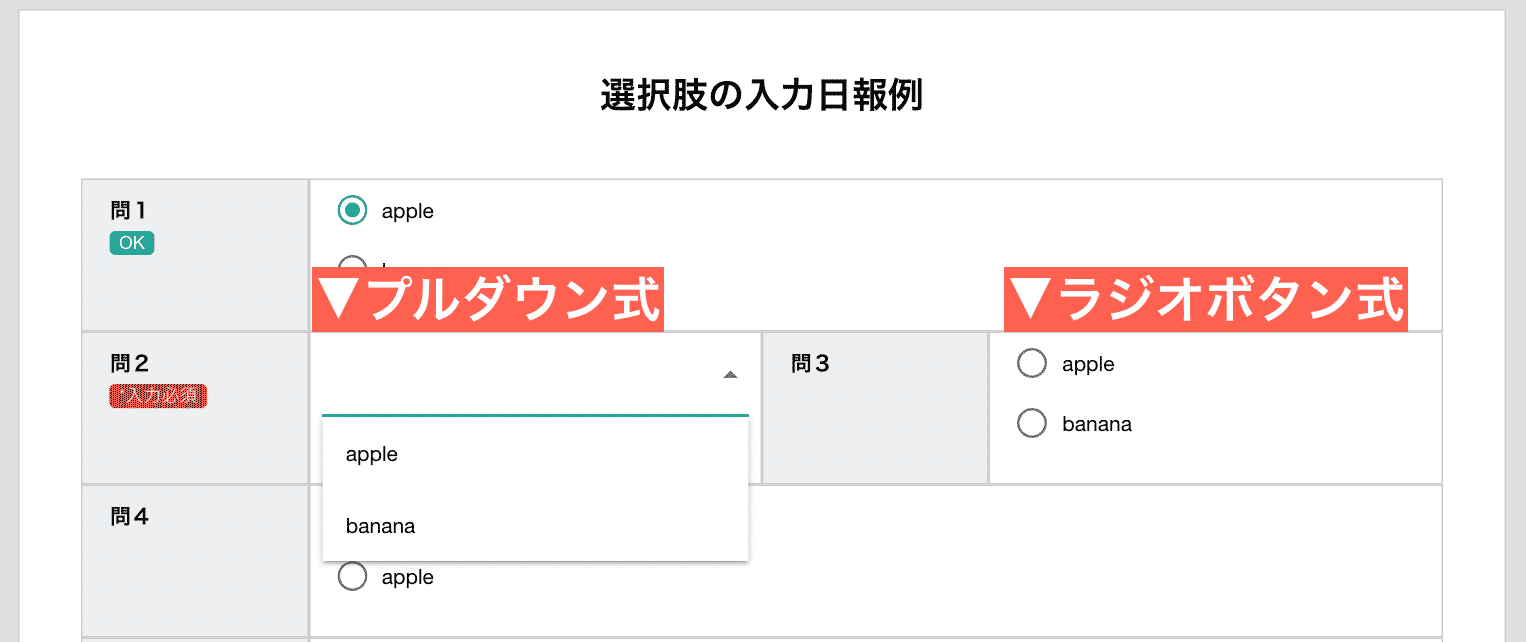 選択肢の入力日報例
問1
OK
apple
▼プルダウン式
▼ラジオボタン式
問2
*入力必須
apple
banana
問3
apple
banana
問4
apple